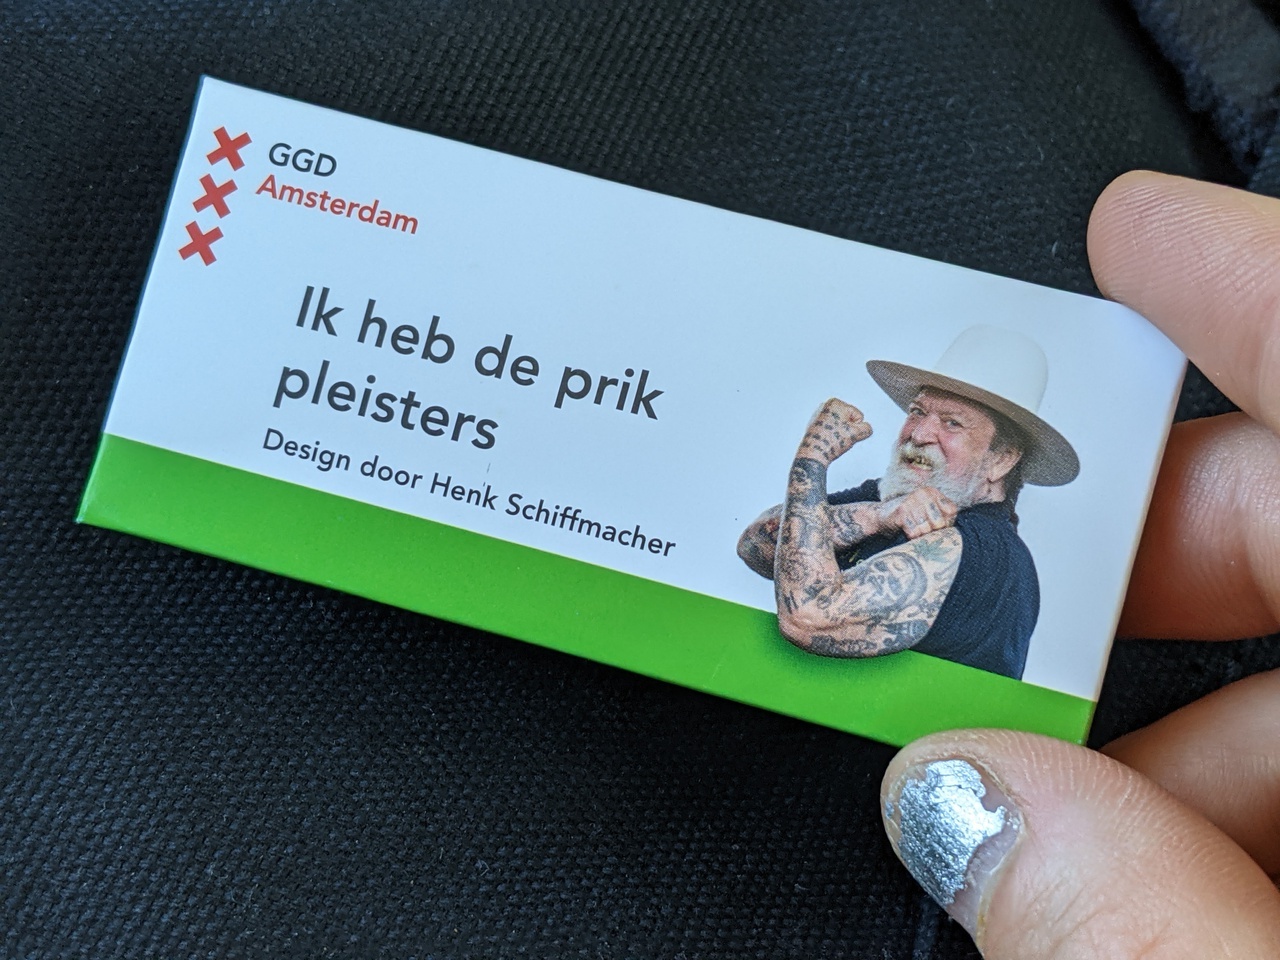 GGD
Amsterdam
Ik heb de prik
pleisters
Design door Henk Schiffmacher